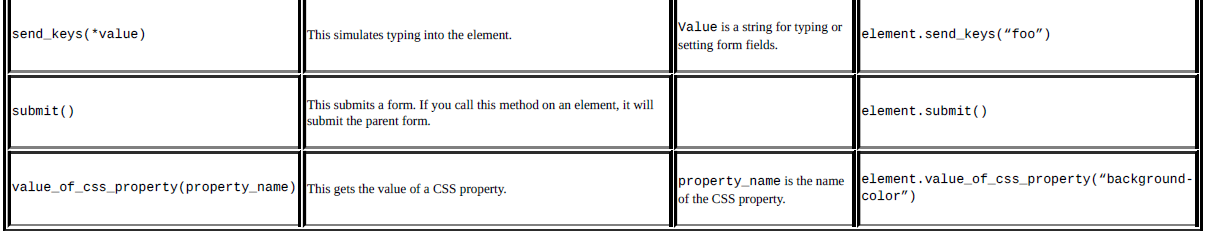 send_keys(*value)
This simulates typing into the element.
Value is a string for typing or
setting form fields.
element.send_keys(“foo”)
submit()
This submits a form. If you call this method on an element, it will
submit the parent form.
element.submit()
value_of_css_property(property_name)
This gets the value of a CSS property.
property_name is the name
of the CSS property.
element.value_of_css_property(“background-
color”)